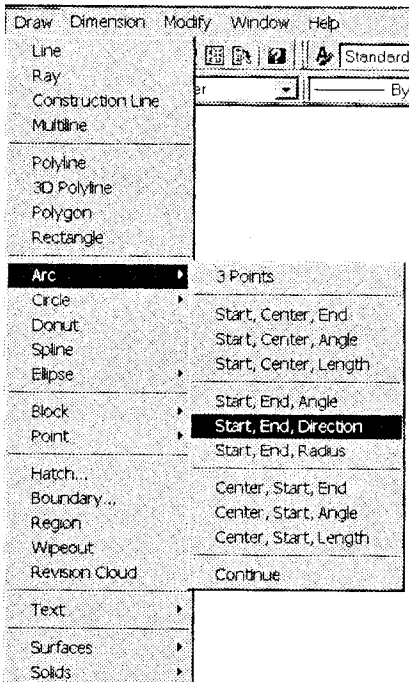 Draw Dimension Modify Window Help
Standard
er By
Line
Ray
Construction Line
Multiline
Polyline
3D Polyline
Polygon
Rectangle
Arc
Circle
Donut
Spline
Ellipse
Block
Point
Hatch...
Boundary...
Region
Wipeout
Revision Cloud
Text
Surfaces
Solids
3 Points
Start, Center, End
Start, Center, Angle
Start, Center, Length
Start, End, Angle
Start, End, Direction
Start, End, Radius
Center, Start, End
Center, Start, Angle
Center, Start, Length
Continue